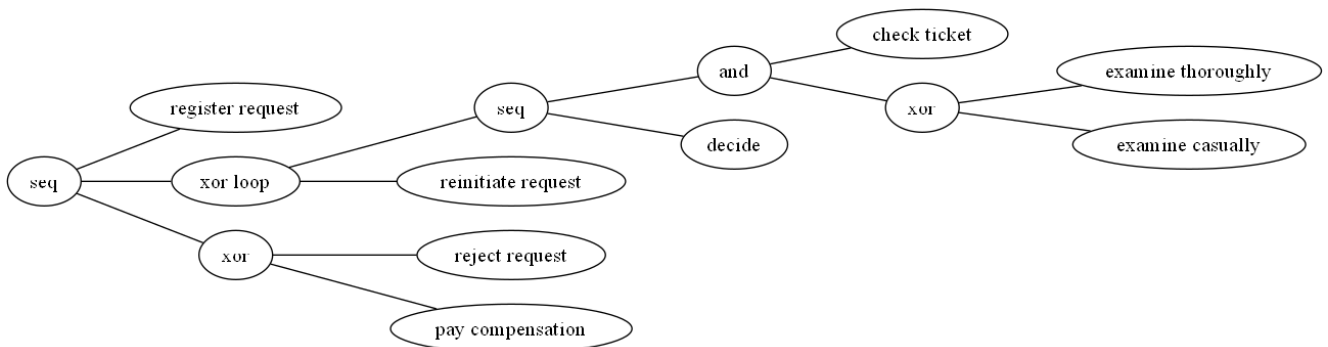 check ticket
and
examine thoroughly
register request
seq
xor
decide
examine casually
seq
xor loop
reinitiate request
xor
reject request
pay compensation